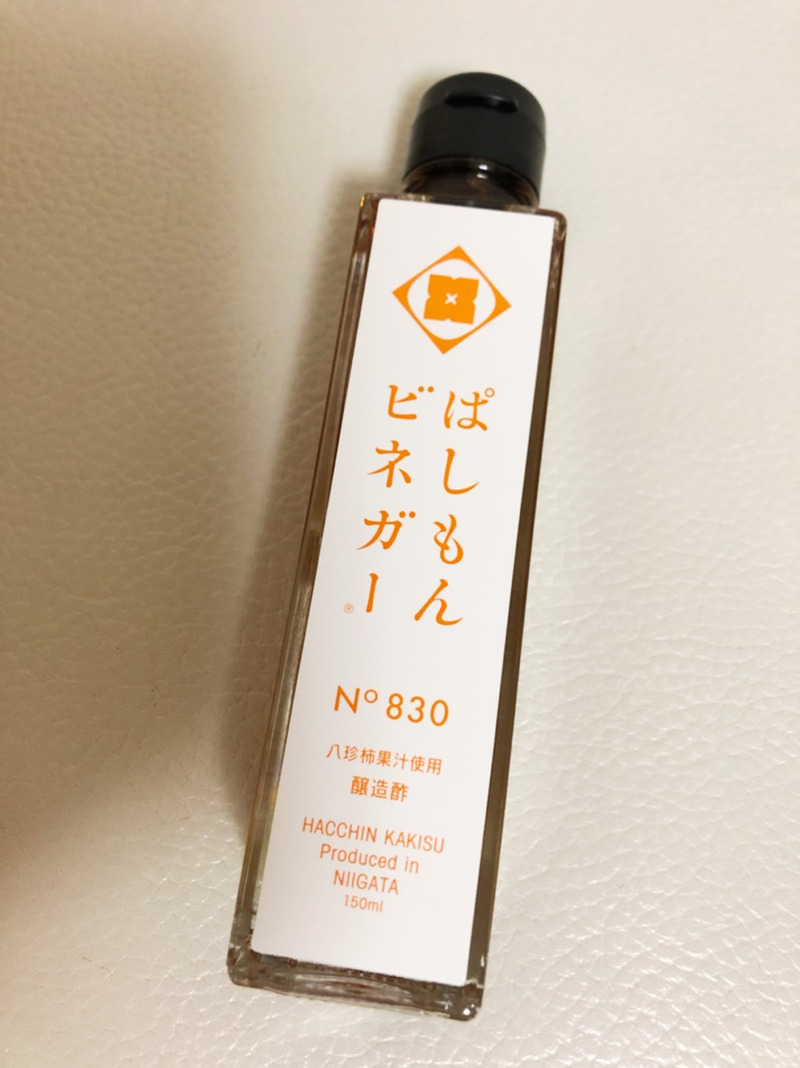 ぱしもん
ビネガー®
Nº 830
八珍柿果汁使用
醸造酢
HACCHIN KAKISU
Produced in
NIIGATA
150ml